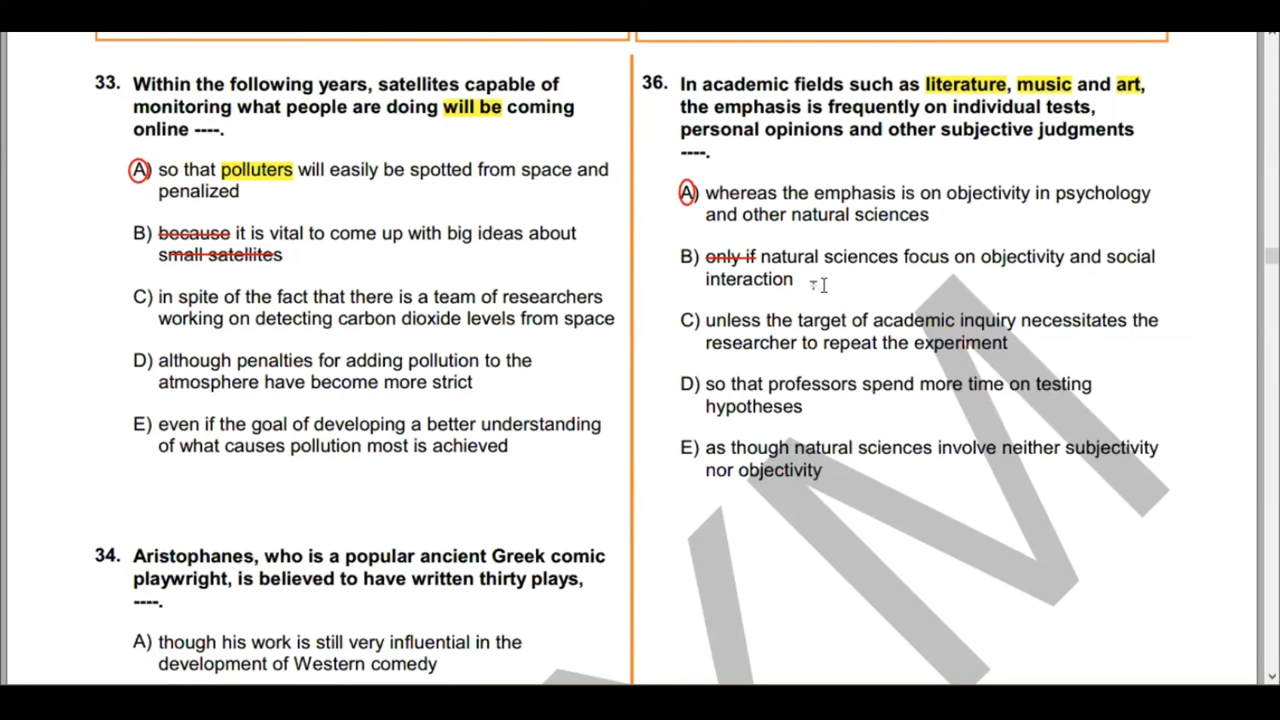 33. Within the following years, satellites capable of
monitoring what people are doing will be coming
online ----.
A) so that polluters will easily be spotted from space and
penalized
B) because it is vital to come up with big ideas about
small satellites
C) in spite of the fact that there is a team of researchers
working on detecting carbon dioxide levels from space
D) although penalties for adding pollution to the
atmosphere have become more strict
E) even if the goal of developing a better understanding
of what causes pollution most is achieved
34. Aristophanes, who is a popular ancient Greek comic
playwright, is believed to have written thirty plays,
----.
A) though his work is still very influential in the
development of Western comedy
36. In academic fields such as literature, music and art,
the emphasis is frequently on individual tests,
personal opinions and other subjective judgments
----.
A) whereas the emphasis is on objectivity in psychology
and other natural sciences
B) only if natural sciences focus on objectivity and social
interaction
C) unless the target of academic inquiry necessitates the
researcher to repeat the experiment
D) so that professors spend more time on testing
hypotheses
E) as though natural sciences involve neither subjectivity
nor objectivity